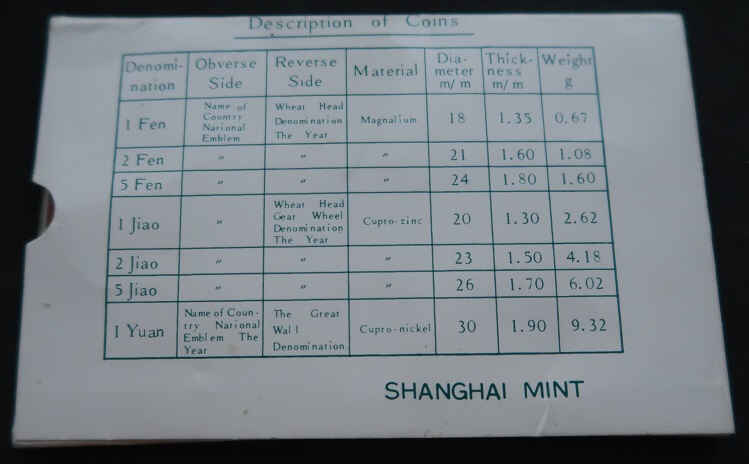 Description of Coins
Denomi-nation Obverse Side Reverse Side Material Dia-meter m/m Thick-ness m/m Weight g
1 Fen Name of Country National Emblem Wheat Head Denomination The Year Magnalium 18 1.35 0.67
2 Fen 〃 〃 〃 21 1.60 1.08
5 Fen 〃 〃 〃 24 1.80 1.60
1 Jiao 〃 Wheat Head Gear Wheel Denomination The Year Cupro-zinc 20 1.30 2.62
2 Jiao 〃 〃 〃 23 1.50 4.18
5 Jiao 〃 〃 〃 26 1.70 6.02
1 Yuan Name of Coun-try National Emblem The Year The Great Wall Denomination Cupro-nickel 30 1.90 9.32
SHANGHAI MINT